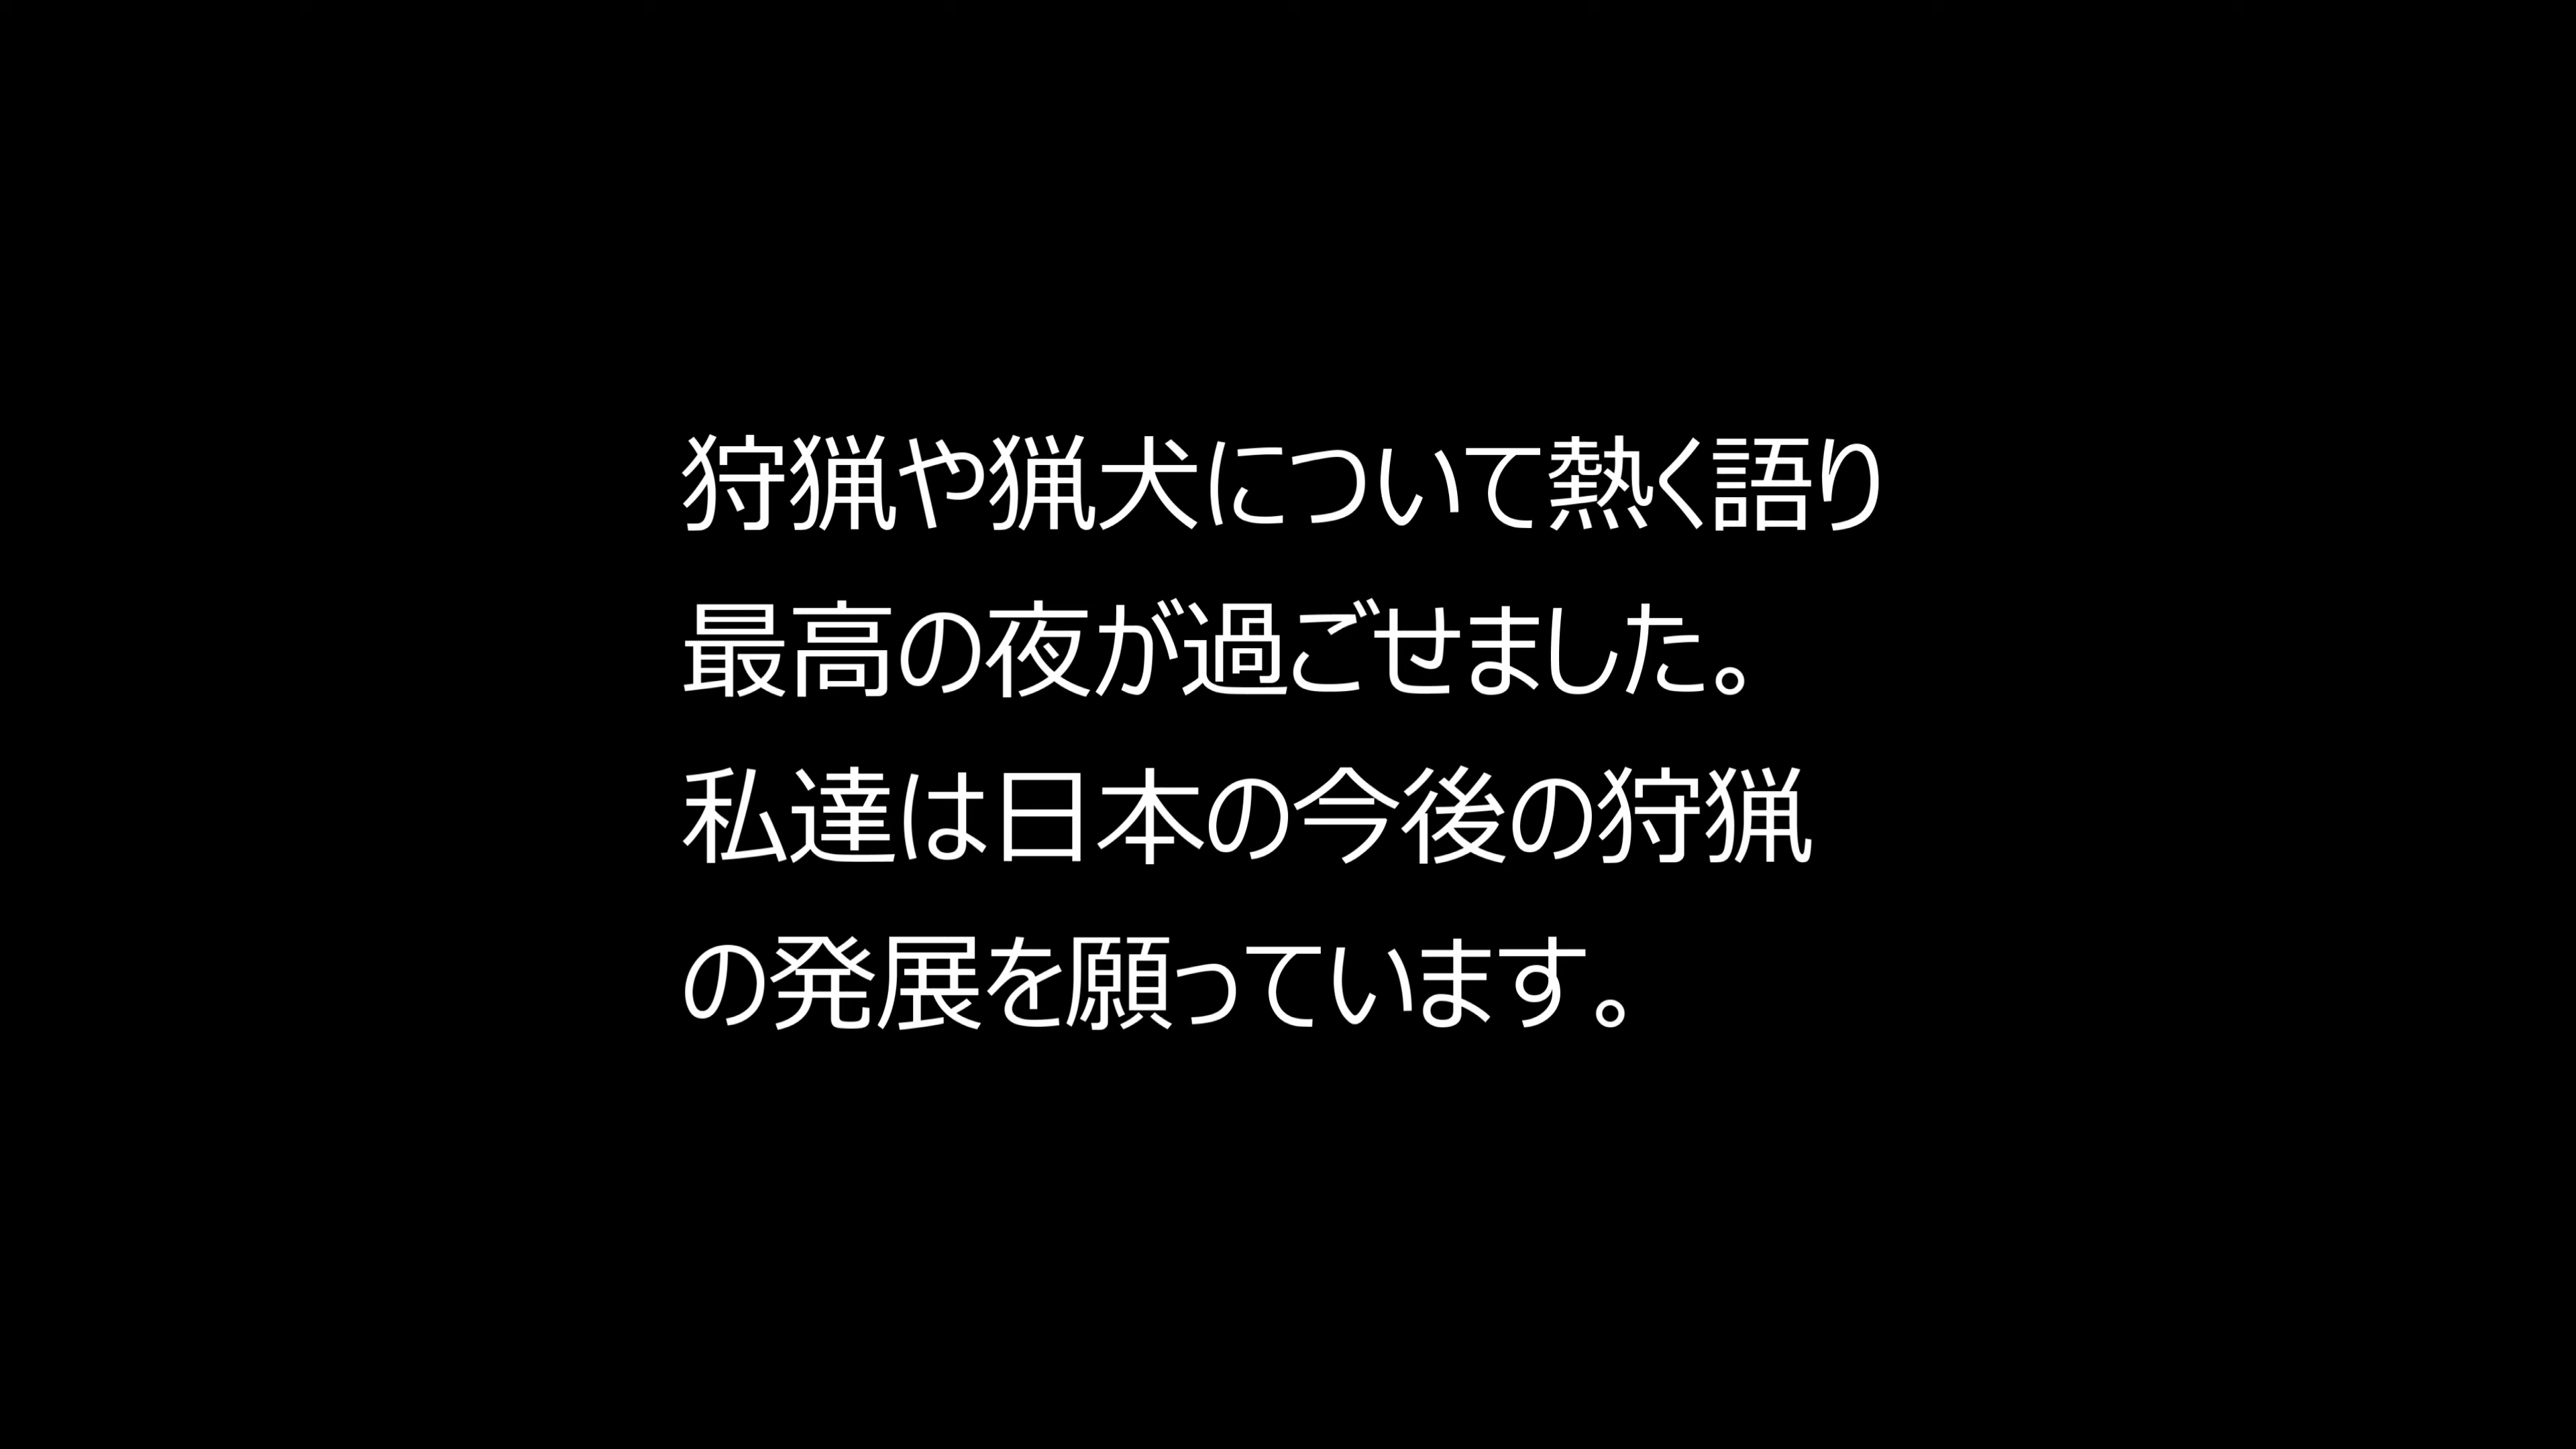 狩猟や猟犬について熱く語り
最高の夜が過ごせました。
私達は日本の今後の狩猟
の発展を願っています。